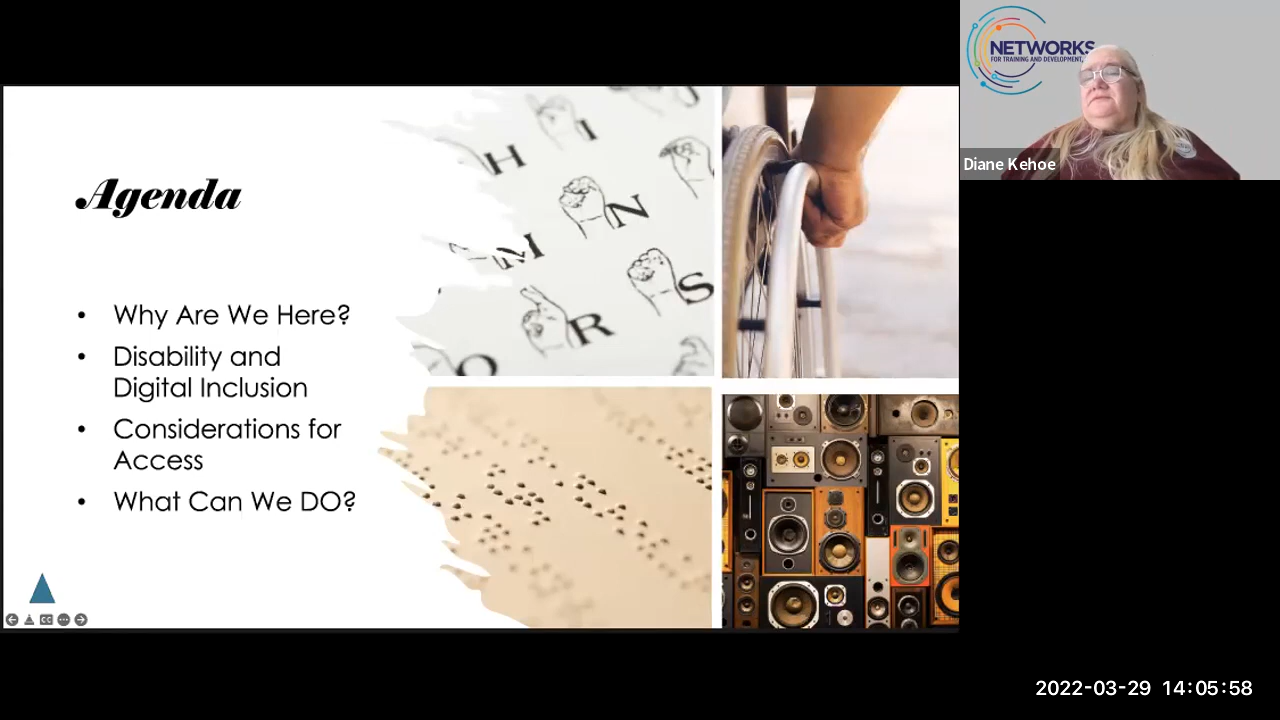 Agenda
• Why Are We Here?
• Disability and
Digital Inclusion
• Considerations for
Access
• What Can We DO?
H
I
M
N
S
R
O
CC
NETWORKS
FOR TRAINING AND DEVELOPMENT,
Diane Kehoe
2022-03-29 14:05:58